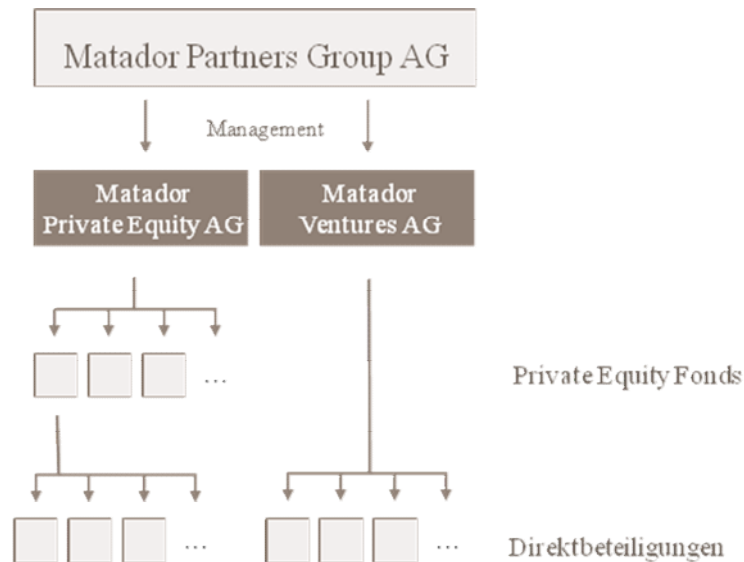 Matador Partners Group AG
Management
Matador
Private Equity AG
Matador
Ventures AG
...
Private Equity Fonds
...
...
Direktbeteiligungen